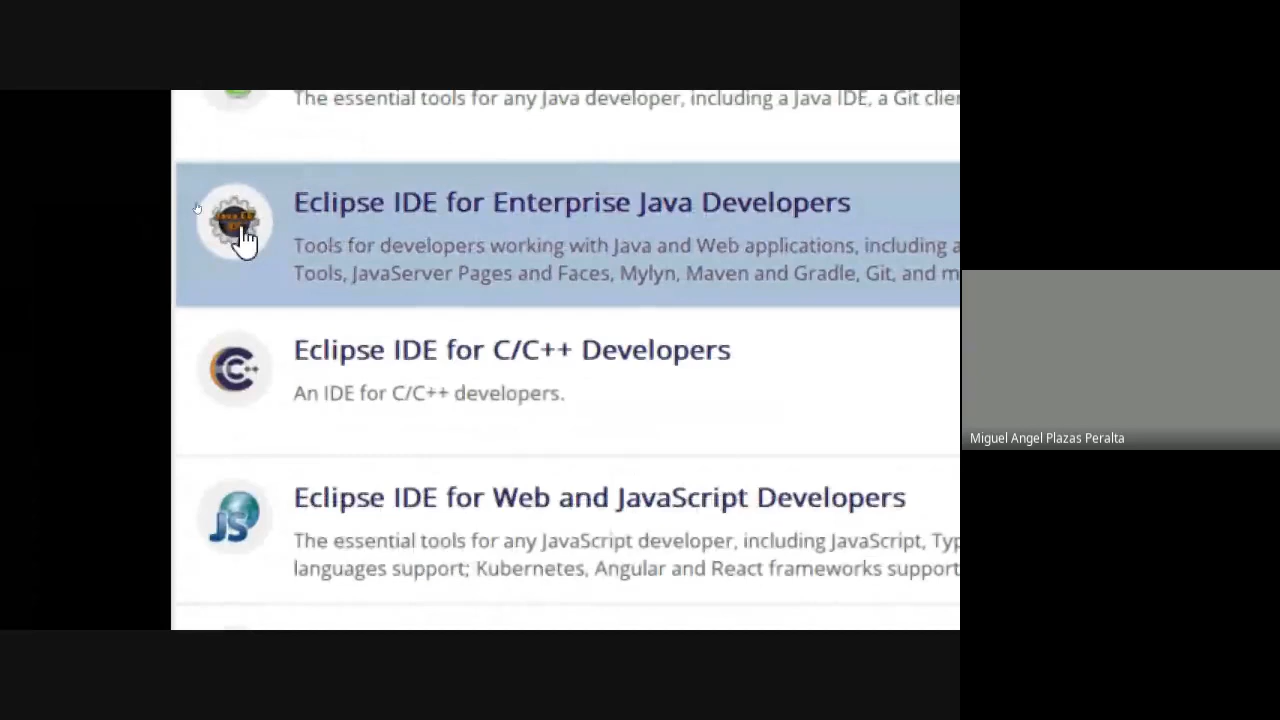 The essential tools for any Java developer, including a Java IDE, a Git
Eclipse IDE for Enterprise Java Developers
Tools for developers working with Java and Web applications, including a
Tools, JavaServer Pages and Faces, Mylyn, Maven and Gradle, Git, and
Eclipse IDE for C/C++ Developers
C++
An IDE for C/C++ developers.
Eclipse IDE for Web and JavaScript Developers
JS
The essential tools for any JavaScript developer, including JavaScript,
languages support; Kubernetes, Angular and React frameworks support
Miguel Angel Plazas Peralta